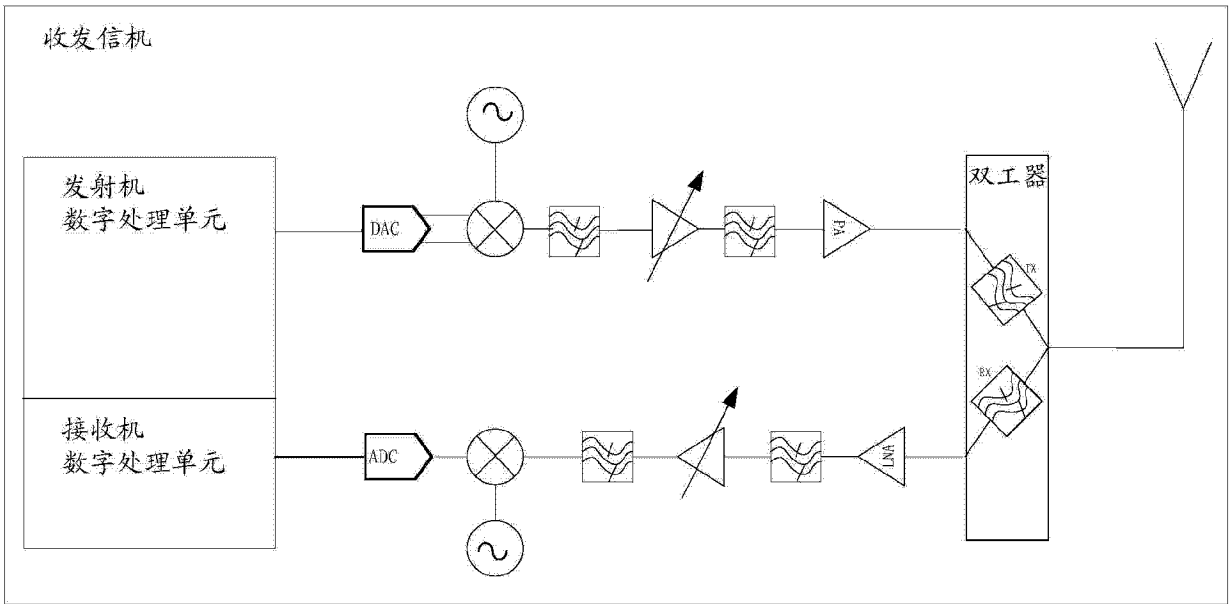 收发信机
发射机
数字处理单元
DAC
PA
双工器
TX
RX
接收机
数字处理单元
ADC
LNA